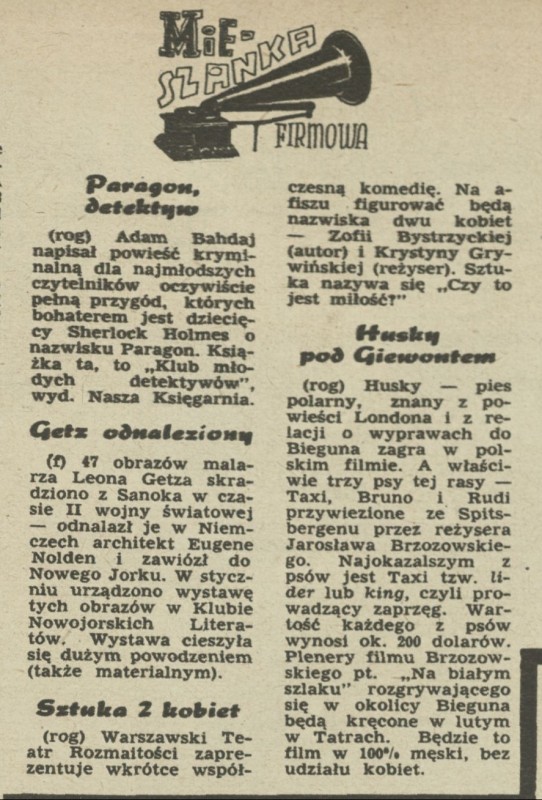 MIE-
SZANKA
FIRMOWA
Paragon,
detektyw
(rog) Adam Bahdaj
napisał powieść krymi-
nalną dla najmłodszych
czytelników oczywiście
pełną przygód, których
bohaterem jest dziecię-
cy Sherlock Holmes o
nazwisku Paragon. Ksią-
żka ta, to „Klub mło-
dych detektywów",
wyd. Nasza Księgarnia.
Getz odnaleziony
(f) 47 obrazów mala-
rza Leona Getza skra-
dziono z Sanoka w cza-
sie II wojny światowej
— odnalazł je w Niem-
czech architekt Eugene
Nolden i zawiózł do
Nowego Jorku. W stycz-
niu urządzono wystawę
tych obrazów w Klubie
Nowojorskich Litera-
tów. Wystawa cieszyła
się dużym powodzeniem
(także materialnym).
Sztuka 2 kobiet
(rog) Warszawski Te-
atr Rozmaitości zapre-
zentuje wkrótce współ-
czesną komedię. Na a-
fiszu figurować będą
nazwiska dwu kobiet
— Zofii Bystrzyckiej
(autor) i Krystyny Gry-
wińskiej (reżyser). Sztu-
ka nazywa się „Czy to
jest miłość?"
Husky
pod Giewontem
(rog) Husky — pies
polarny, znany z po-
wieści Londona i z re-
lacji o wyprawach do
Bieguna zagra w pol-
skim filmie. A właści-
wie trzy psy tej rasy —
Taxi, Bruno i Rudi
przywiezione ze Spits-
bergenu przez reżysera
Jarosława Brzozowskie-
go. Najokazalszym z
psów jest Taxi tzw. li-
der lub king, czyli pro-
wadzący zaprzęg. War-
tość każdego z psów
wynosi ok. 200 dolarów.
Plenery filmu Brzozow-
skiego pt. „Na białym
szlaku" rozgrywającego
się w okolicy Bieguna
będą kręcone w lutym
w Tatrach. Będzie to
film w 100% męski, bez
udziału kobiet.